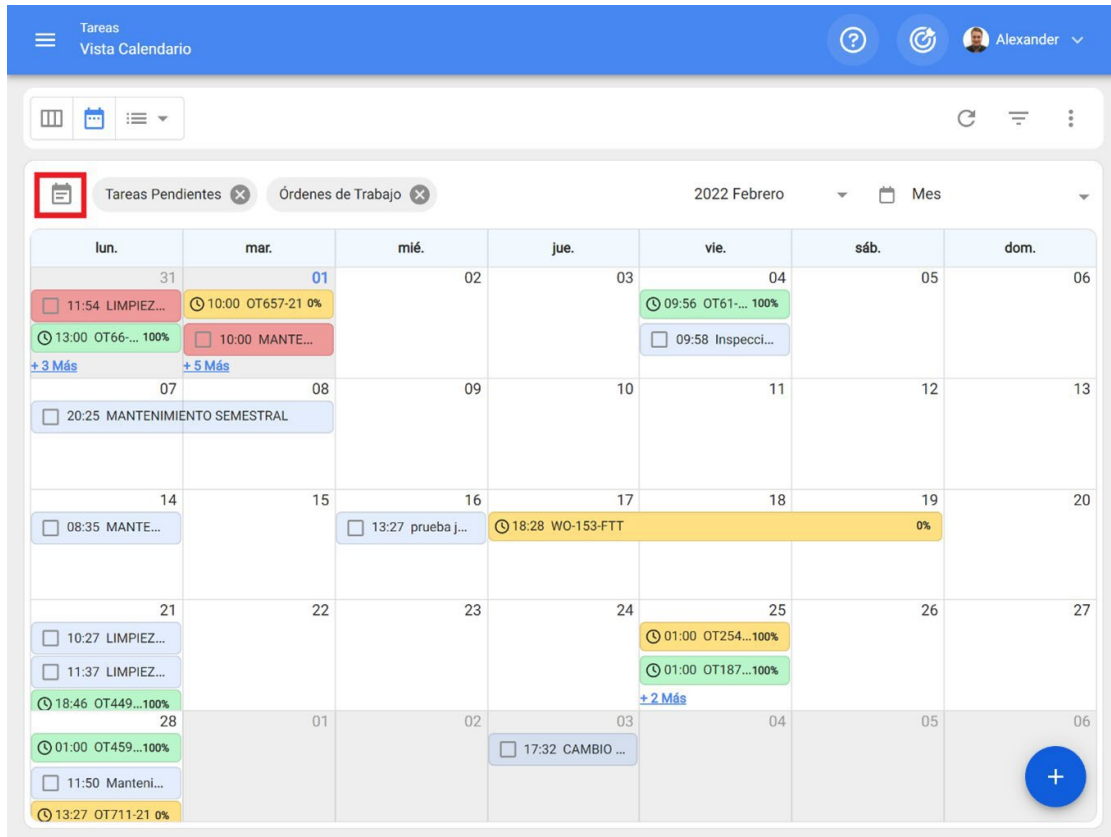 Tareas
Vista Calendario
Alexander
Tareas Pendientes
Órdenes de Trabajo
2022 Febrero
Mes
lun. mar. mié. jue. vie. sáb. dom.
31 01 02 03 04 05 06
11:54 LIMPIEZ... 10:00 OT657-21 0% 09:56 OT61-... 100%
13:00 OT66-... 100% 10:00 MANTE... 09:58 Inspecci...
+ 3 Más + 5 Más
07 08 09 10 11 12 13
20:25 MANTENIMIENTO SEMESTRAL
14 15 16 17 18 19 20
08:35 MANTE... 13:27 prueba j... 18:28 WO-153-FTT 0%
21 22 23 24 25 26 27
10:27 LIMPIEZ... 01:00 OT254...100%
11:37 LIMPIEZ... 01:00 OT187...100%
18:46 OT449...100% + 2 Más
28 01 02 03 04 05 06
01:00 OT459...100% 17:32 CAMBIO ...
11:50 Manteni...
13:27 OT711-21 0%